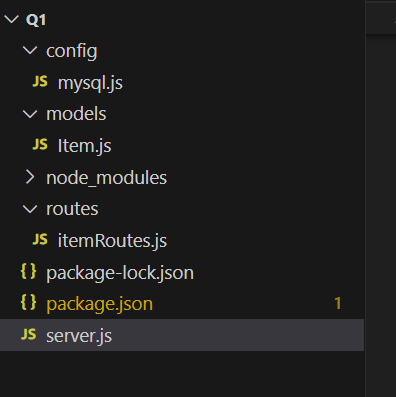 Q1
config
JS mysql.js
models
JS Item.js
node_modules
routes
JS itemRoutes.js
{} package-lock.json
{} package.json 1
JS server.js